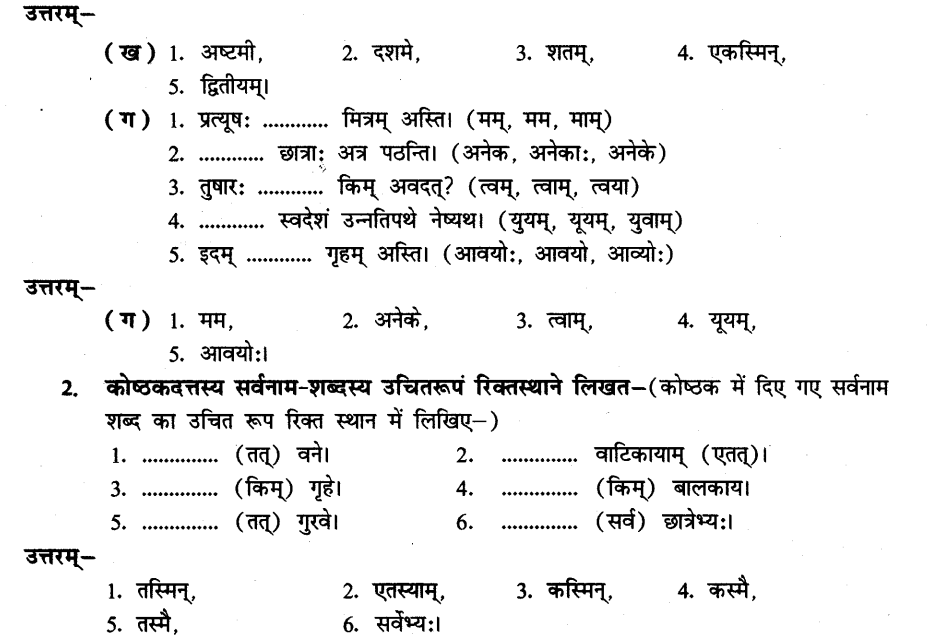 उत्तरम्–
( ख ) 1. अष्टमी, 2. दशमे, 3. शतम्, 4. एकस्मिन्,
5. द्वितीयम्।
( ग ) 1. प्रत्यूषः ............ मित्रम् अस्ति। (मम्, मम, माम्)
2. ............ छात्राः अत्र पठन्ति। (अनेक, अनेकाः, अनेके)
3. तुषारः ............ किम् अवदत्? (त्वम्, त्वाम्, त्वया)
4. ............ स्वदेशं उन्नतिपथे नेष्यथ। (युयम्, यूयम्, युवाम्)
5. इदम् ............ गृहम् अस्ति। (आवयोः, आवयो, आव्योः)
उत्तरम्–
( ग ) 1. मम, 2. अनेके, 3. त्वाम्, 4. यूयम्,
5. आवयोः।
2. कोष्ठकदत्तस्य सर्वनाम-शब्दस्य उचितरूपं रिक्तस्थाने लिखत–(कोष्ठक में दिए गए सर्वनाम
शब्द का उचित रूप रिक्त स्थान में लिखिए–)
1. .............. (तत्) वने। 2. .............. वाटिकायाम् (एतत्)।
3. .............. (किम्) गृहे। 4. .............. (किम्) बालकाय।
5. .............. (तत्) गुरवे। 6. .............. (सर्व) छात्रेभ्यः।
उत्तरम्–
1. तस्मिन्, 2. एतस्याम्, 3. कस्मिन्, 4. कस्मै,
5. तस्मै, 6. सर्वेभ्यः।